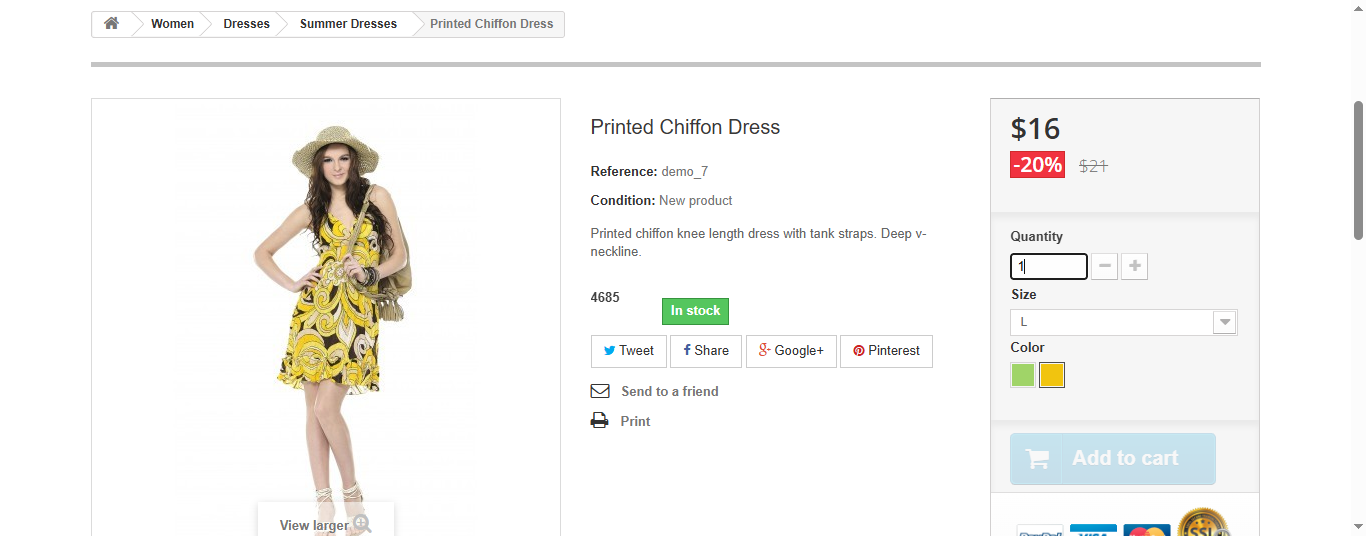 Women Dresses Summer Dresses Printed Chiffon Dress
Printed Chiffon Dress
Reference: demo_7
Condition: New product
Printed chiffon knee length dress with tank straps. Deep v-
neckline.
4685 In stock
Tweet Share Google+ Pinterest
Send to a friend
Print
View larger
$16
-20% $21
Quantity
1
Size
L
Color
Add to cart
PayPal VISA SSL